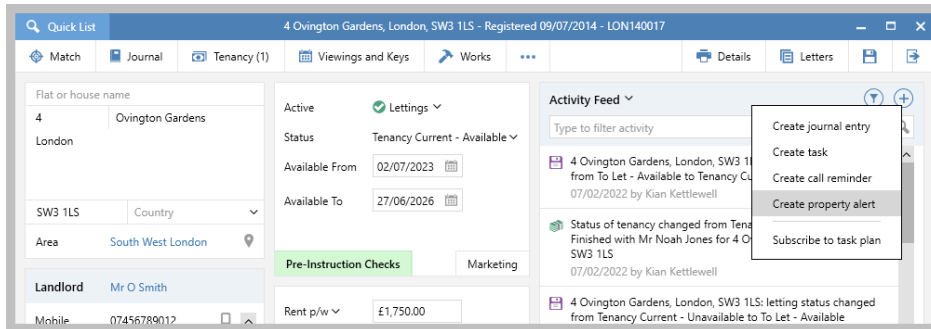 Quick List
4 Ovington Gardens, London, SW3 1LS - Registered 09/07/2014 - LON140017
Match
Journal
Tenancy (1)
Viewings and Keys
Works
Details
Letters
Flat or house name
4 Ovington Gardens
London
SW3 1LS Country
Area South West London
Landlord Mr O Smith
Mobile 07456789012
Active Lettings
Status Tenancy Current - Available
Available From 02/07/2023
Available To 27/06/2026
Pre-Instruction Checks Marketing
Rent p/w £1,750.00
Activity Feed
Type to filter activity
4 Ovington Gardens, London, SW3
from To Let - Available to Tenancy
07/02/2022 by Kian Kettlewell
Status of tenancy changed from
Finished with Mr Noah Jones for 4
SW3 1LS
07/02/2022 by Kian Kettlewell
4 Ovington Gardens, London, SW3 1LS: letting status changed
from Tenancy Current - Unavailable to To Let - Available
Create journal entry
Create task
Create call reminder
Create property alert
Subscribe to task plan